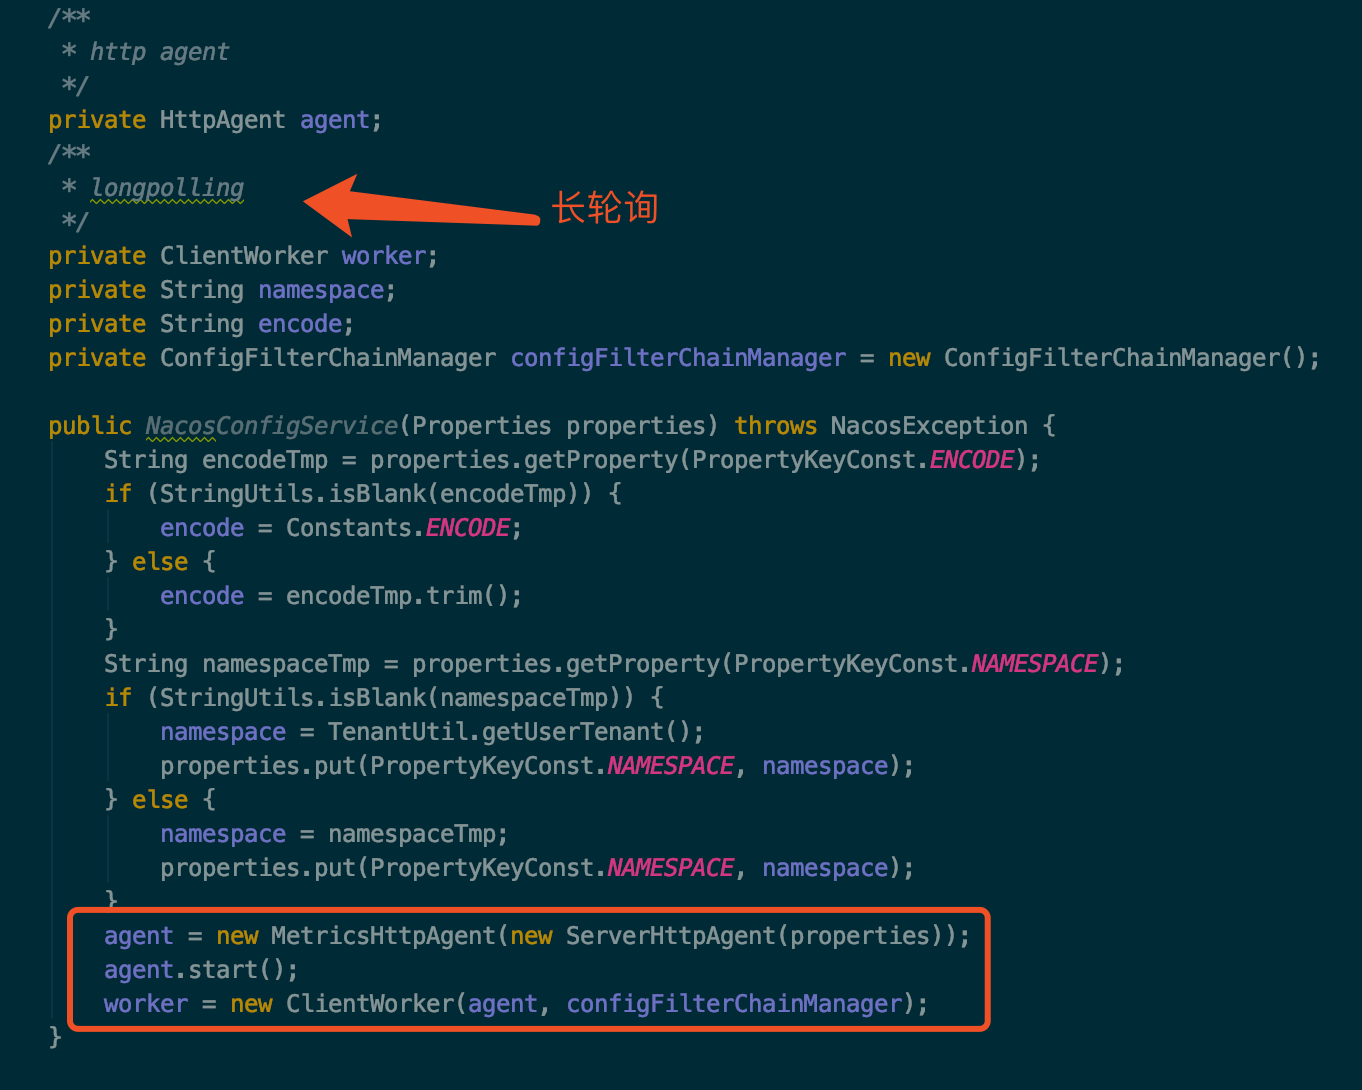 /**
 * http agent
 */
private HttpAgent agent;
/**
 * longpolling
长轮询
 */
private ClientWorker worker;
private String namespace;
private String encode;
private ConfigFilterChainManager configFilterChainManager = new ConfigFilterChainManager();
public NacosConfigService(Properties properties) throws NacosException {
    String encodeTmp = properties.getProperty(PropertyKeyConst.ENCODE);
    if (StringUtils.isBlank(encodeTmp)) {
        encode = Constants.ENCODE;
    } else {
        encode = encodeTmp.trim();
    }
    String namespaceTmp = properties.getProperty(PropertyKeyConst.NAMESPACE);
    if (StringUtils.isBlank(namespaceTmp)) {
        namespace = TenantUtil.getUserTenant();
        properties.put(PropertyKeyConst.NAMESPACE, namespace);
    } else {
        namespace = namespaceTmp;
        properties.put(PropertyKeyConst.NAMESPACE, namespace);
    }
    agent = new MetricsHttpAgent(new ServerHttpAgent(properties));
    agent.start();
    worker = new ClientWorker(agent, configFilterChainManager);
}